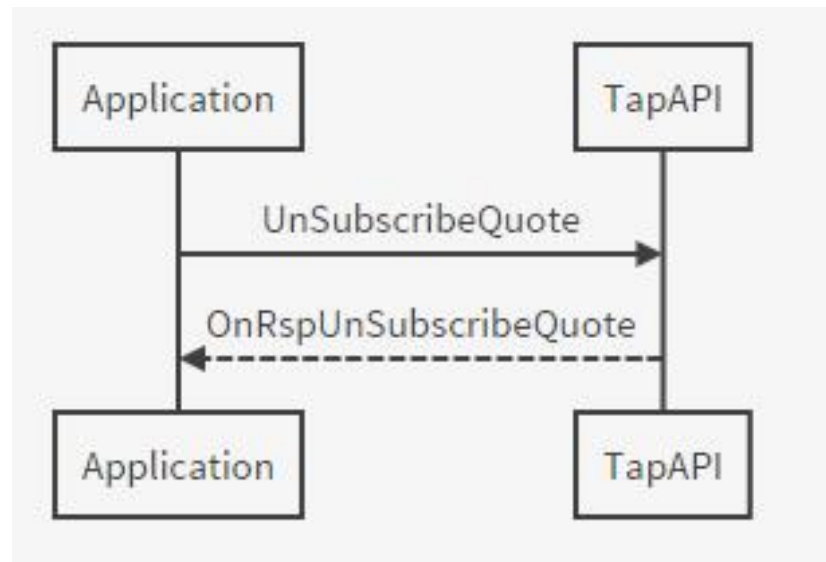 Application
TapAPI
UnSubscribeQuote
OnRspUnSubscribeQuote
Application
TapAPI